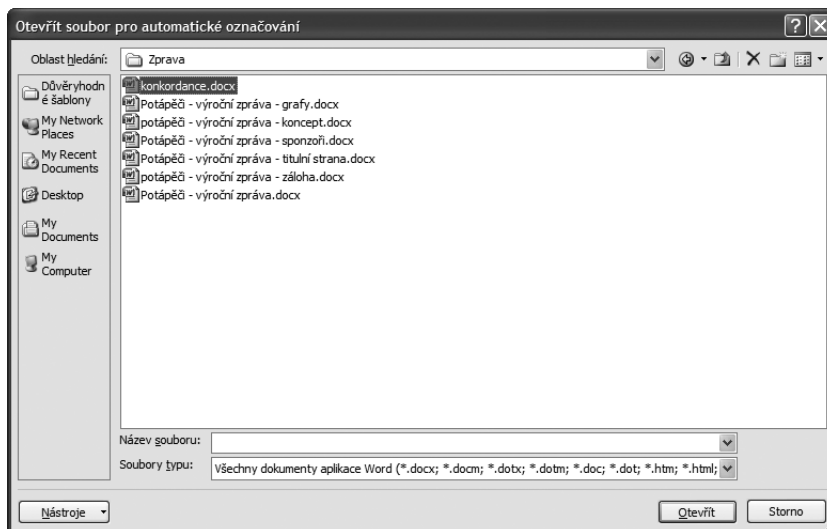 Otevřít soubor pro automatické označování
Oblast hledání:
Zprava
Důvěryhodn
é šablony
My Network
Places
My Recent
Documents
Desktop
My
Documents
My
Computer
konkordance.docx
Potápěči - výroční zpráva - grafy.docx
potápěči - výroční zpráva - koncept.docx
Potápěči - výroční zpráva - sponzoři.docx
Potápěči - výroční zpráva - titulní strana.docx
potápěči - výroční zpráva - záloha.docx
Potápěči - výroční zpráva.docx
Název souboru:
Soubory typu:
Všechny dokumenty aplikace Word (*.docx; *.docm; *.dotx; *.dotm; *.doc; *.dot; *.htm; *.html;
Nástroje
Otevřít
Storno